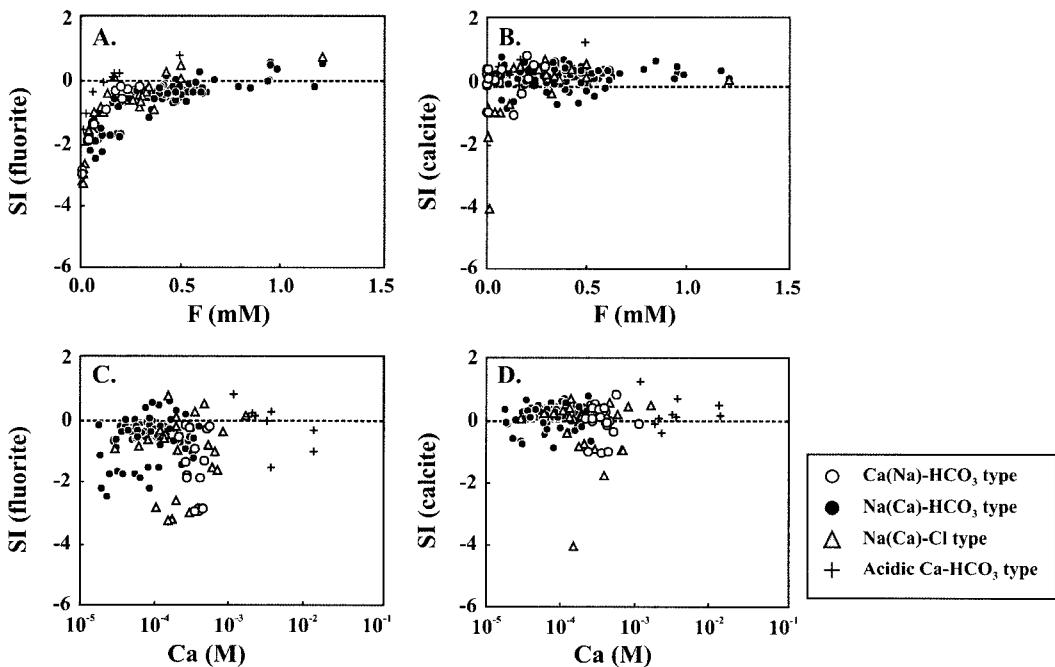 2
A.
0
-2
-4
-6
SI (fluorite)
0.0
0.5
1.0
1.5
F (mM)
2
B.
0
-2
-4
-6
SI (calcite)
0.0
0.5
1.0
1.5
F (mM)
2
C.
0
-2
-4
-6
SI (fluorite)
10⁻⁵
10⁻⁴
10⁻³
10⁻²
10⁻¹
Ca (M)
2
D.
0
-2
-4
-6
SI (calcite)
10⁻⁵
10⁻⁴
10⁻³
10⁻²
10⁻¹
Ca (M)
Ca(Na)-HCO₃ type
Na(Ca)-HCO₃ type
Na(Ca)-Cl type
Acidic Ca-HCO₃ type